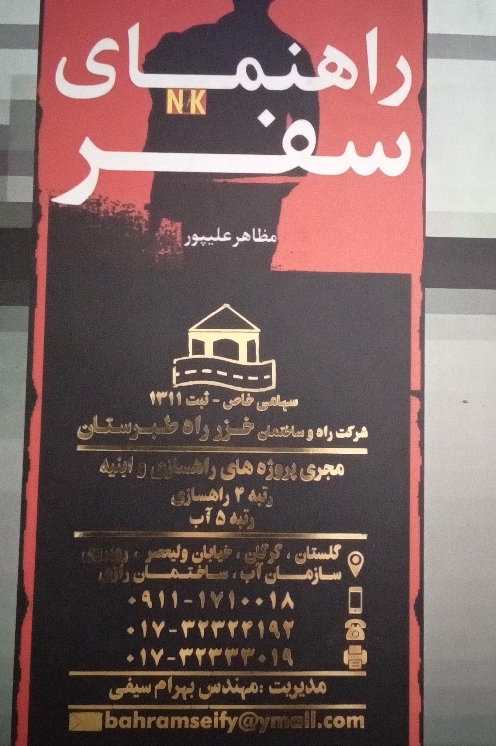 راهنمای
NK
سفر
مظاهر علیپور
سهامی خاص - ثبت ۱۳۱۱
شرکت راه و ساختمان خزر راه طبرستان
مجری پروژه های راهسازی و ابنیه
رتبه ۴ راهسازی
رتبه ۵ آب
گلستان ، گرگان ، خیابان ولیعصر ، روبروی
سازمان آب ، ساختمان رازی
۰۹۱۱-۱۷۱۰۰۱۸
۰۱۷-۳۲۳۲۴۱۹۲
۰۱۷-۳۲۳۳۳۰۱۹
مدیریت : مهندس بهرام سیفی
bahramseify@ymail.com